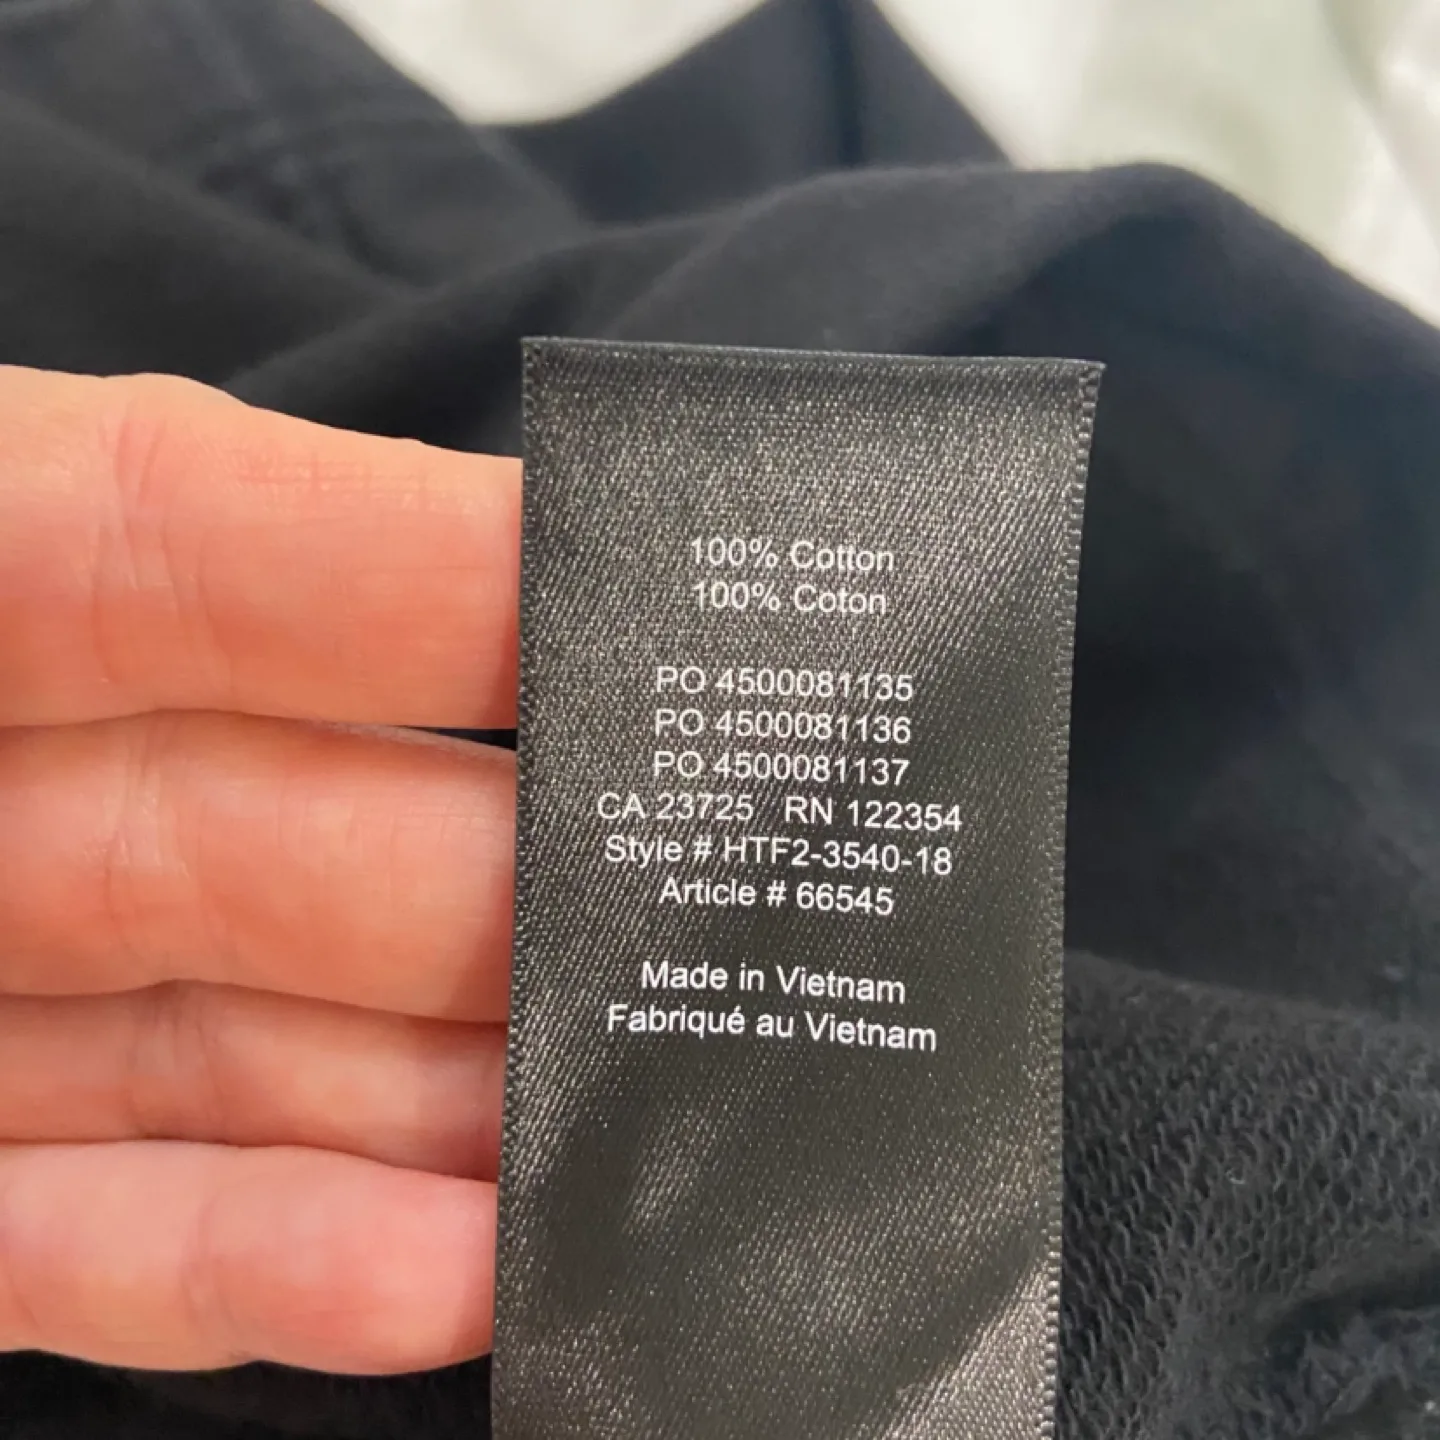 100% Cotton
100% Coton
PO 4500081135
PO 4500081136
PO 4500081137
CA 23725 RN 122354
Style # HTF2-3540-18
Article # 66545
Made in Vietnam
Fabriqué au Vietnam